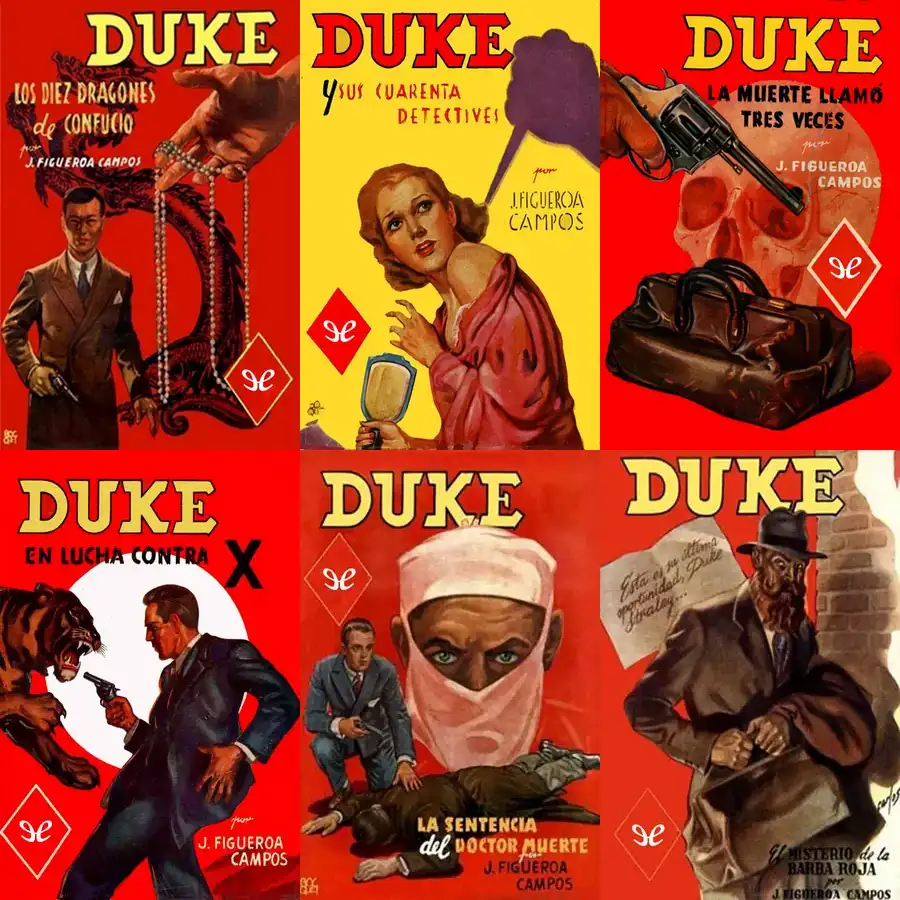 DUKE
LOS DIEZ DRAGONES
de CONFUCIO
por
J. FIGUEROA CAMPOS
DUKE
Y SUS CUARENTA
DETECTIVES
por
J. FIGUEROA
CAMPOS
DUKE
LA MUERTE LLAMÓ
TRES VECES
por
J. FIGUEROA
CAMPOS
DUKE
EN LUCHA CONTRA X
por
J. FIGUEROA
CAMPOS
DUKE
LA SENTENCIA
del DOCTOR MUERTE
por
J. FIGUEROA
CAMPOS
DUKE
Esta es su última
oportunidad, Duke
Straley...
El MISTERIO de la
BARBA ROJA
por
J. FIGUEROA CAMPOS